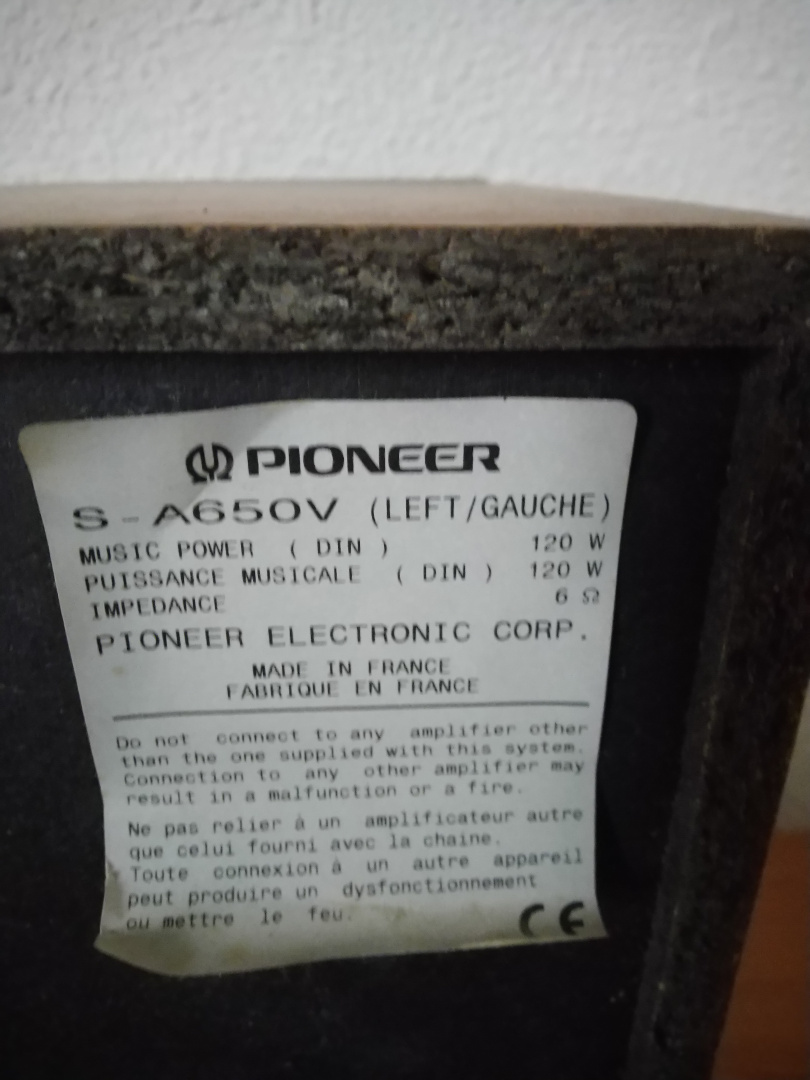 PIONEER
S-A650V (LEFT/GAUCHE)
MUSIC POWER ( DIN ) 120 W
PUISSANCE MUSICALE ( DIN ) 120 W
IMPEDANCE 6 Ω
PIONEER ELECTRONIC CORP.
MADE IN FRANCE
FABRIQUE EN FRANCE
Do not connect to any amplifier other
than the one supplied with this system.
Connection to any other amplifier may
result in a malfunction or a fire.
Ne pas relier à un amplificateur autre
que celui fourni avec la chaine.
Toute connexion à un autre appareil
peut produire un dysfonctionnement
ou mettre le feu.
CE